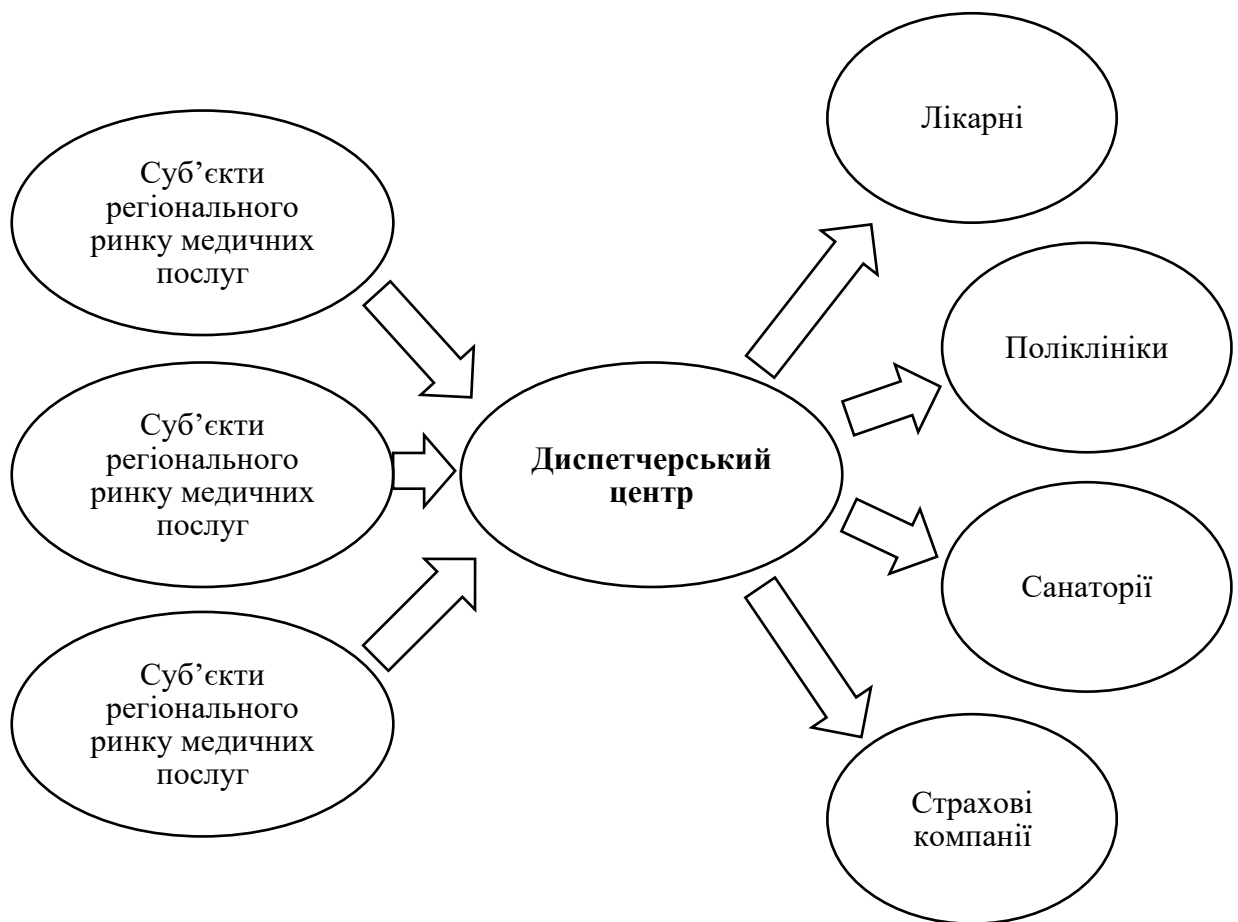 Суб’єкти
регіонального
ринку медичних
послуг
Суб’єкти
регіонального
ринку медичних
послуг
Суб’єкти
регіонального
ринку медичних
послуг
Диспетчерський
центр
Лікарні
Поліклініки
Санаторії
Страхові
компанії